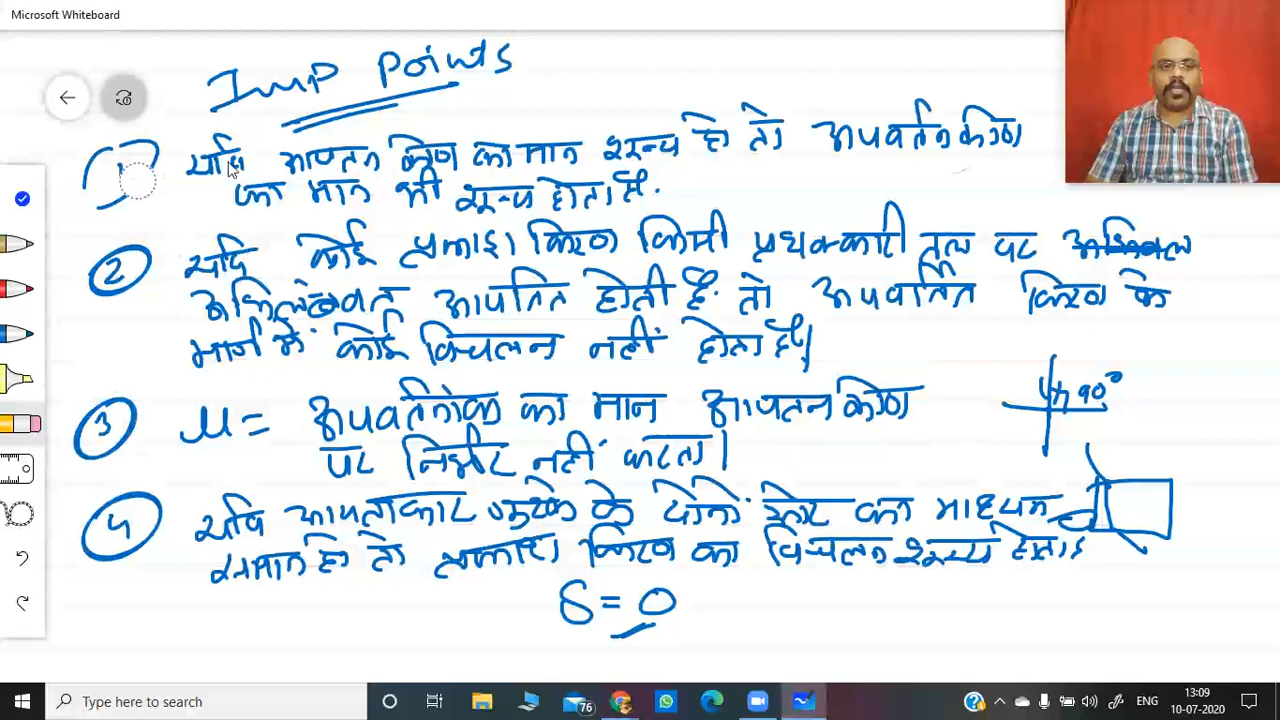 Microsoft Whiteboard
Imp Points
① यदि आपतन कोण का मान शून्य हो तो अपवर्तन कोण
का मान भी शून्य होता है.
② यदि कोई प्रकाश किरण किसी प्रथक्कारी तल पर
अभिलम्बवत आपतित होती है. तो अपवर्तित किरण के
मार्ग में कोई विचलन नहीं होता है|
③ μ = अपवर्तनांक का मान आपतन कोण
पर निर्भर नहीं करता|
90°
④ यदि आयताकार गुटके के दोनों ओर का माध्यम
समान हो तो प्रकाश किरण का विचलन शून्य होता है
δ = 0
Type here to search
76
ENG
13:09
10-07-2020